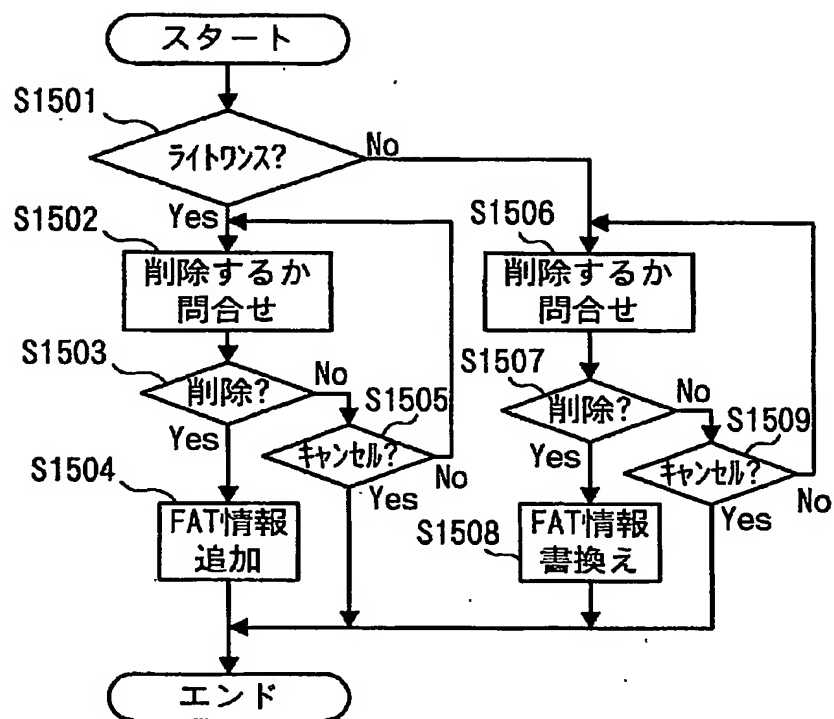 スタート
S1501
ライトワンス?
No
Yes
S1502
削除するか
問合せ
S1503
削除?
No
Yes
S1505
キャンセル?
No
Yes
S1504
FAT情報
追加
S1506
削除するか
問合せ
S1507
削除?
No
Yes
S1509
キャンセル?
No
Yes
S1508
FAT情報
書換え
エンド